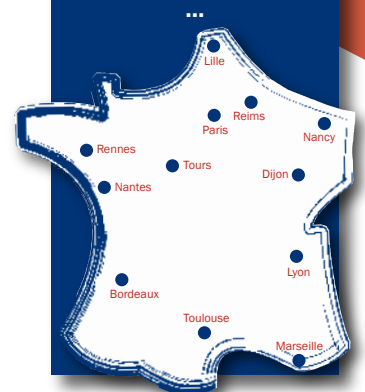 ...
Lille
Reims
Paris
Nancy
Rennes
Tours
Dijon
Nantes
Lyon
Bordeaux
Toulouse
Marseille